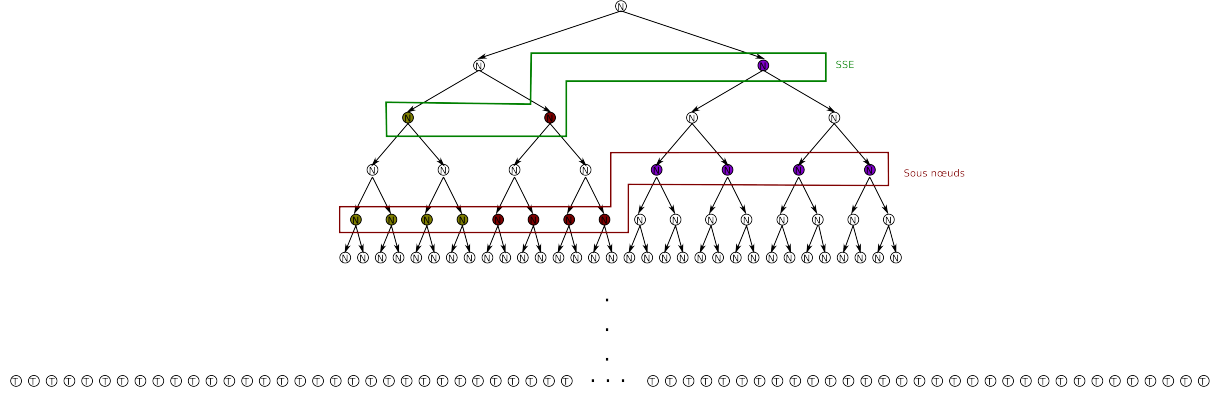 N
N N SSE
N N N N
N N N N N N N N Sous nœuds
N N N N N N N N N N N N N N N N
N N N N N N N N N N N N N N N N N N N N N N N N N N N N N N N N
.
.
.
T T T T T T T T T T T T T T T T T T T T T T T T T T T T T T T T . . . T T T T T T T T T T T T T T T T T T T T T T T T T T T T T T T T